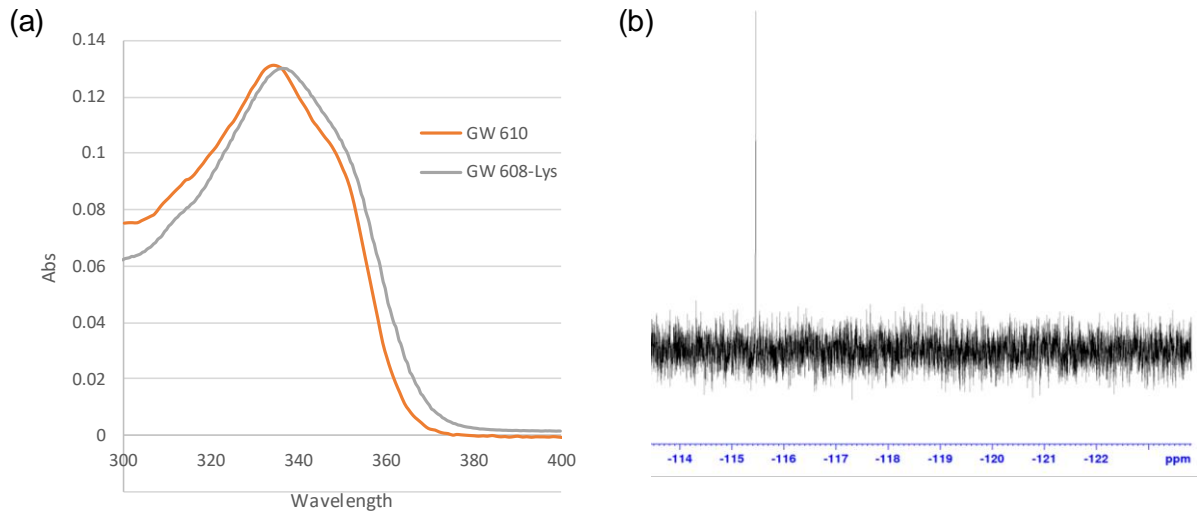 (a)
0.14
0.12
0.1
0.08
0.06
0.04
0.02
0
Abs
300 320 340 360 380 400
Wavelength
GW 610
GW 608-Lys
(b)
-114 -115 -116 -117 -118 -119 -120 -121 -122 ppm